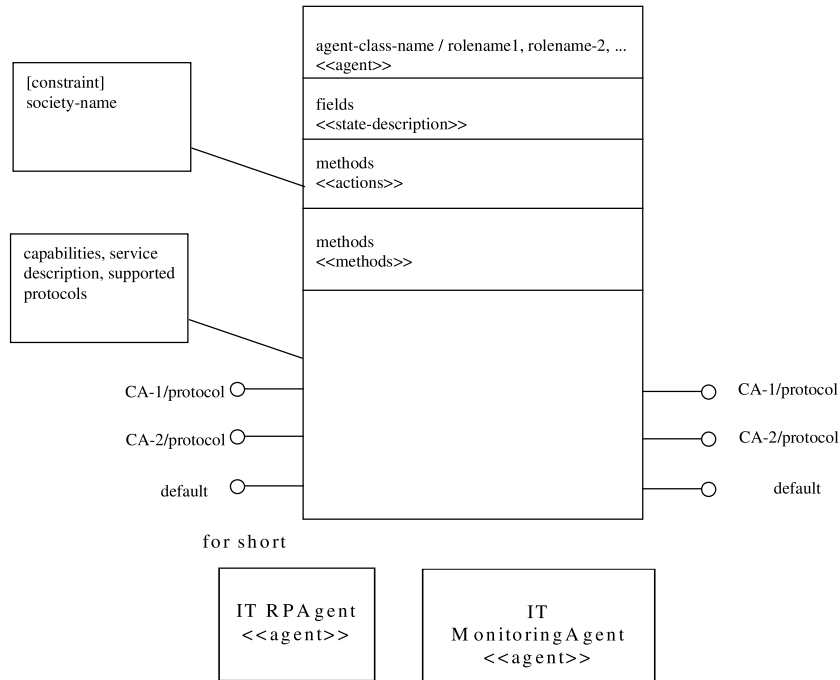 agent-class-name / rolename1, rolename-2, ...
<<agent>>
[constraint]
society-name
fields
<<state-description>>
methods
<<actions>>
methods
<<methods>>
capabilities, service
description, supported
protocols
CA-1/protocol
CA-1/protocol
CA-2/protocol
CA-2/protocol
default
default
for short
IT RPAgent
<<agent>>
IT
MonitoringAgent
<<agent>>